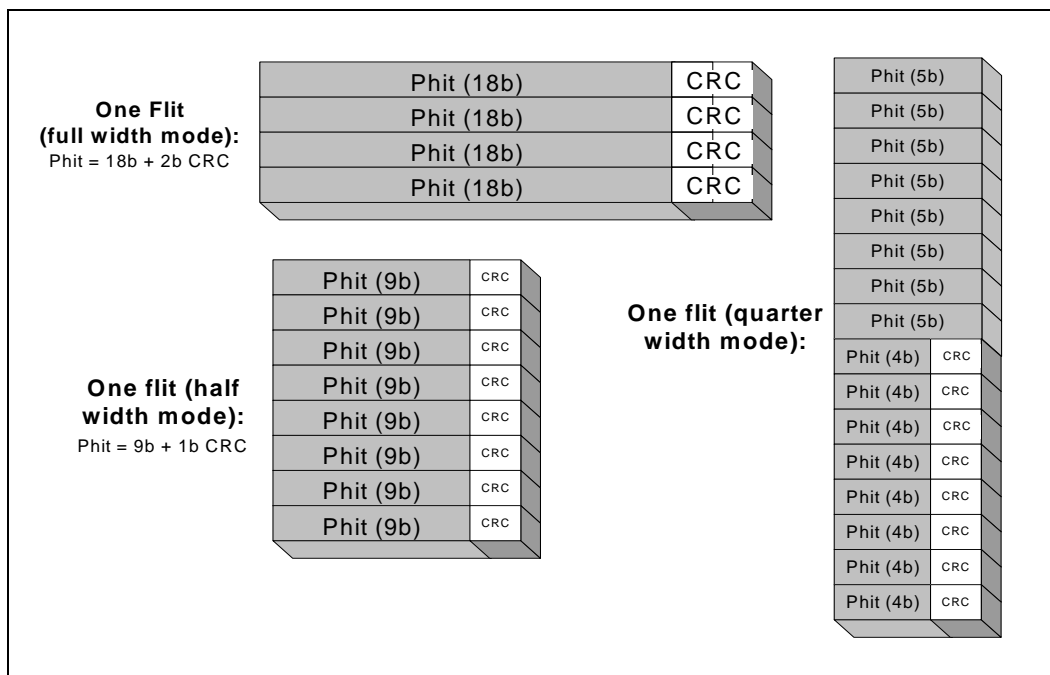 One Flit
(full width mode):
Phit = 18b + 2b CRC
Phit (18b) CRC
Phit (18b) CRC
Phit (18b) CRC
Phit (18b) CRC
One flit (half
width mode):
Phit = 9b + 1b CRC
Phit (9b) CRC
Phit (9b) CRC
Phit (9b) CRC
Phit (9b) CRC
Phit (9b) CRC
Phit (9b) CRC
Phit (9b) CRC
Phit (9b) CRC
One flit (quarter
width mode):
Phit (5b)
Phit (5b)
Phit (5b)
Phit (5b)
Phit (5b)
Phit (5b)
Phit (5b)
Phit (5b)
Phit (4b) CRC
Phit (4b) CRC
Phit (4b) CRC
Phit (4b) CRC
Phit (4b) CRC
Phit (4b) CRC
Phit (4b) CRC
Phit (4b) CRC